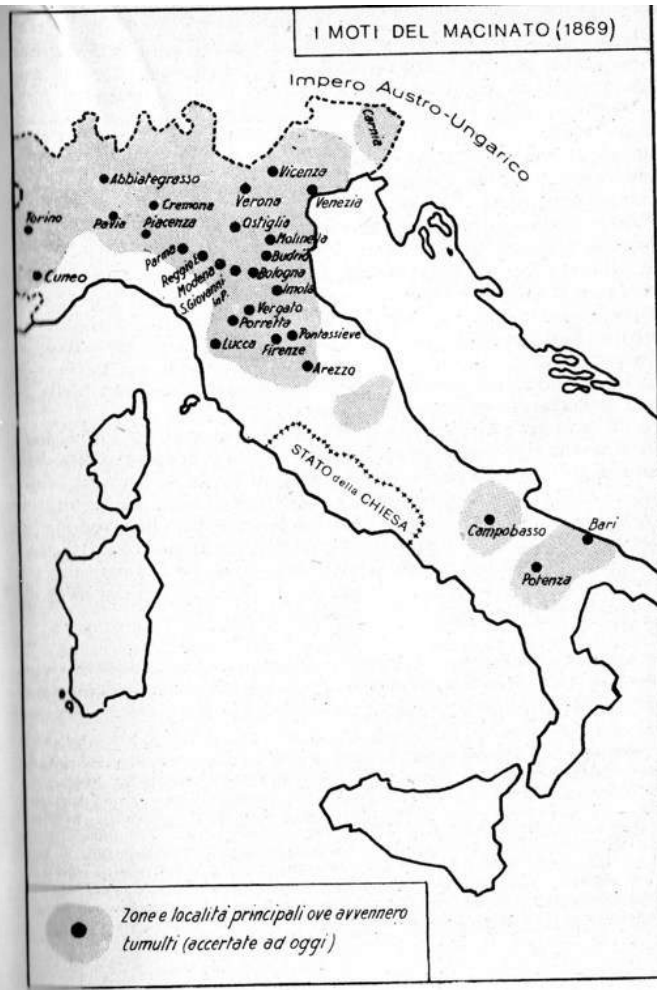 I MOTI DEL MACINATO (1869)
Impero Austro-Ungarico
Carnia
Vicenza
Abbiategrasso
Verona
Venezia
Cremona
Torino
Pavia
Piacenza
Ostiglia
Molinella
Parma
Budrio
Reggio E.
Modena
Bologna
Cuneo
S.Giovanni
in P.
Imola
Vergato
Porretta
Pontassieve
Lucca
Firenze
Arezzo
STATO della CHIESA
Campobasso
Bari
Potenza
Zone e località principali ove avvennero
tumulti (accertate ad oggi)